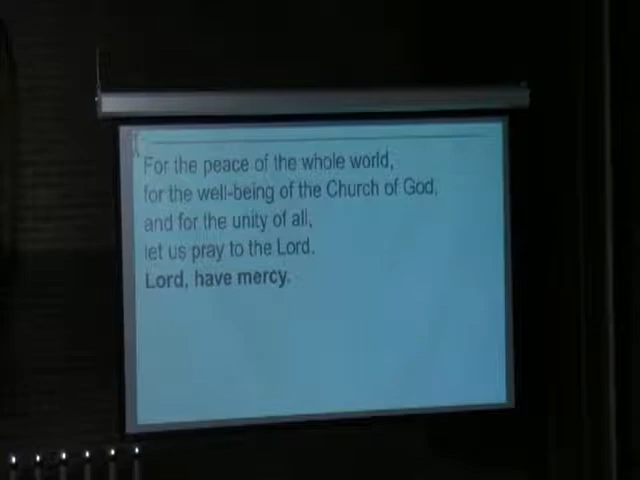 For the peace of the whole world,
for the well-being of the Church of God,
and for the unity of all,
let us pray to the Lord.
Lord, have mercy.